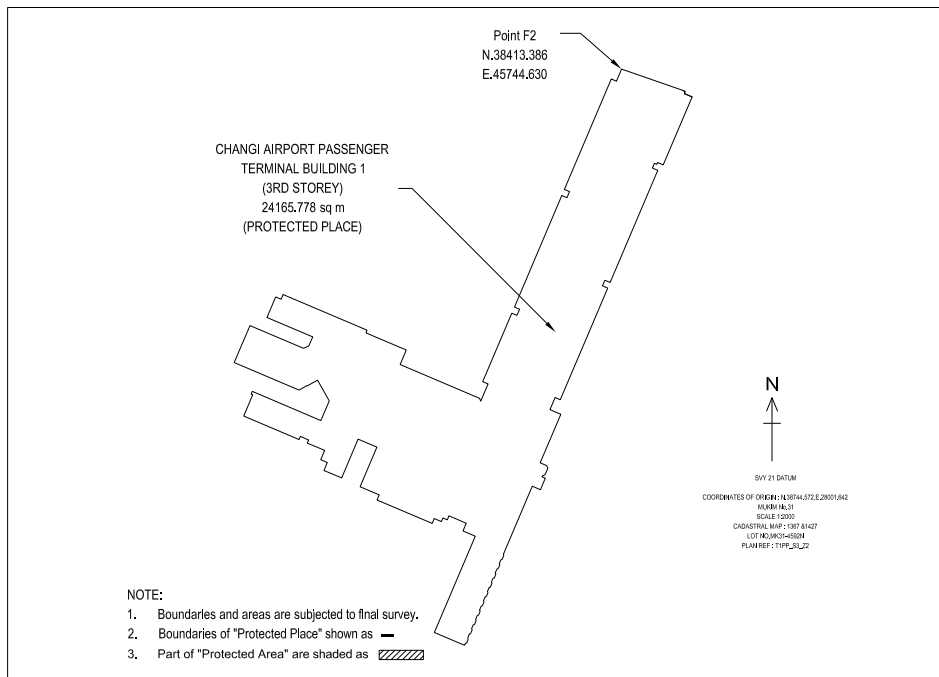 Point F2
N.38413.386
E.45744.630
CHANGI AIRPORT PASSENGER
TERMINAL BUILDING 1
(3RD STOREY)
24165.778 sq m
(PROTECTED PLACE)
N
SVY 21 DATUM
COORDINATES OF ORIGIN : N.38744.572,E.28001.642
MUKIM No.31
SCALE 1:2000
CADASTRAL MAP : 1367 &1427
LOT NO.MK31-4592N
PLAN REF : T1PP_S3_Z2
NOTE:
1. Boundaries and areas are subjected to final survey.
2. Boundaries of "Protected Place" shown as
3. Part of "Protected Area" are shaded as